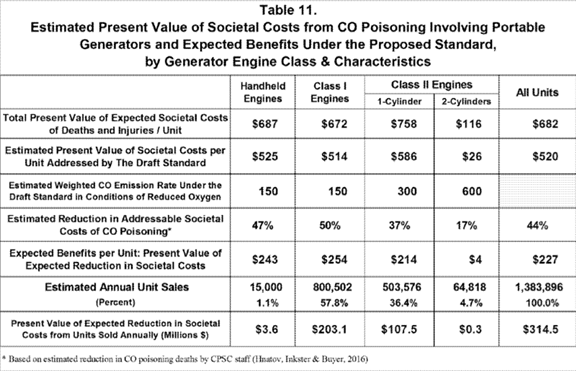 Table 11.
Estimated Present Value of Societal Costs from CO Poisoning Involving Portable
Generators and Expected Benefits Under the Proposed Standard,
by Generator Engine Class & Characteristics
Handheld Engines Class I Engines Class II Engines All Units
1-Cylinder 2-Cylinders
Total Present Value of Expected Societal Costs
of Deaths and Injuries / Unit $687 $672 $758 $116 $682
Estimated Present Value of Societal Costs per
Unit Addressed by The Draft Standard $525 $514 $586 $26 $520
Estimated Weighted CO Emission Rate Under the
Draft Standard in Conditions of Reduced Oxygen 150 150 300 600
Estimated Reduction in Addressable Societal
Costs of CO Poisoning* 47% 50% 37% 17% 44%
Expected Benefits per Unit: Present Value of
Expected Reduction in Societal Costs $243 $254 $214 $4 $227
Estimated Annual Unit Sales 15,000 800,502 503,576 64,818 1,383,896
(Percent) 1.1% 57.8% 36.4% 4.7% 100.0%
Present Value of Expected Reduction in Societal
Costs from Units Sold Annually (Millions $) $3.6 $203.1 $107.5 $0.3 $314.5
* Based on estimated reduction in CO poisoning deaths by CPSC staff (Hnatov, Inkster & Buyer, 2016)